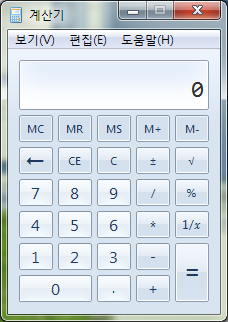 계산기
보기(V) 편집(E) 도움말(H)
0
MC MR MS M+ M-
← CE C ± √
7 8 9 / %
4 5 6 * 1/x
1 2 3 - =
0 . +